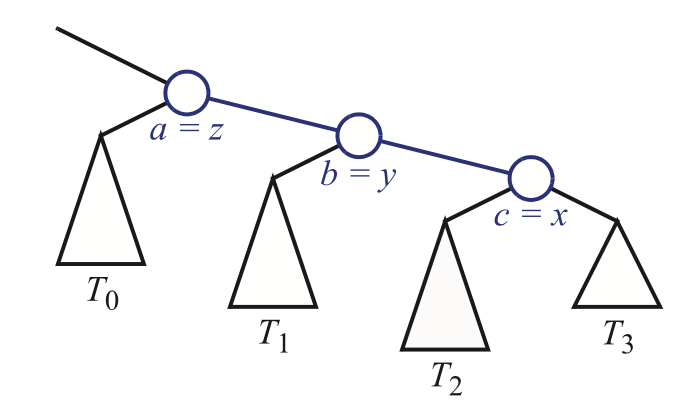 a = z
b = y
c = x
T0
T1
T2
T3